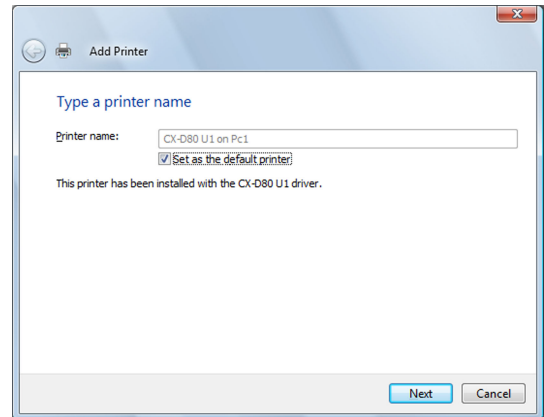 Add Printer
Type a printer name
Printer name:
CX-D80 U1 on Pc1
Set as the default printer
This printer has been installed with the CX-D80 U1 driver.
Next
Cancel